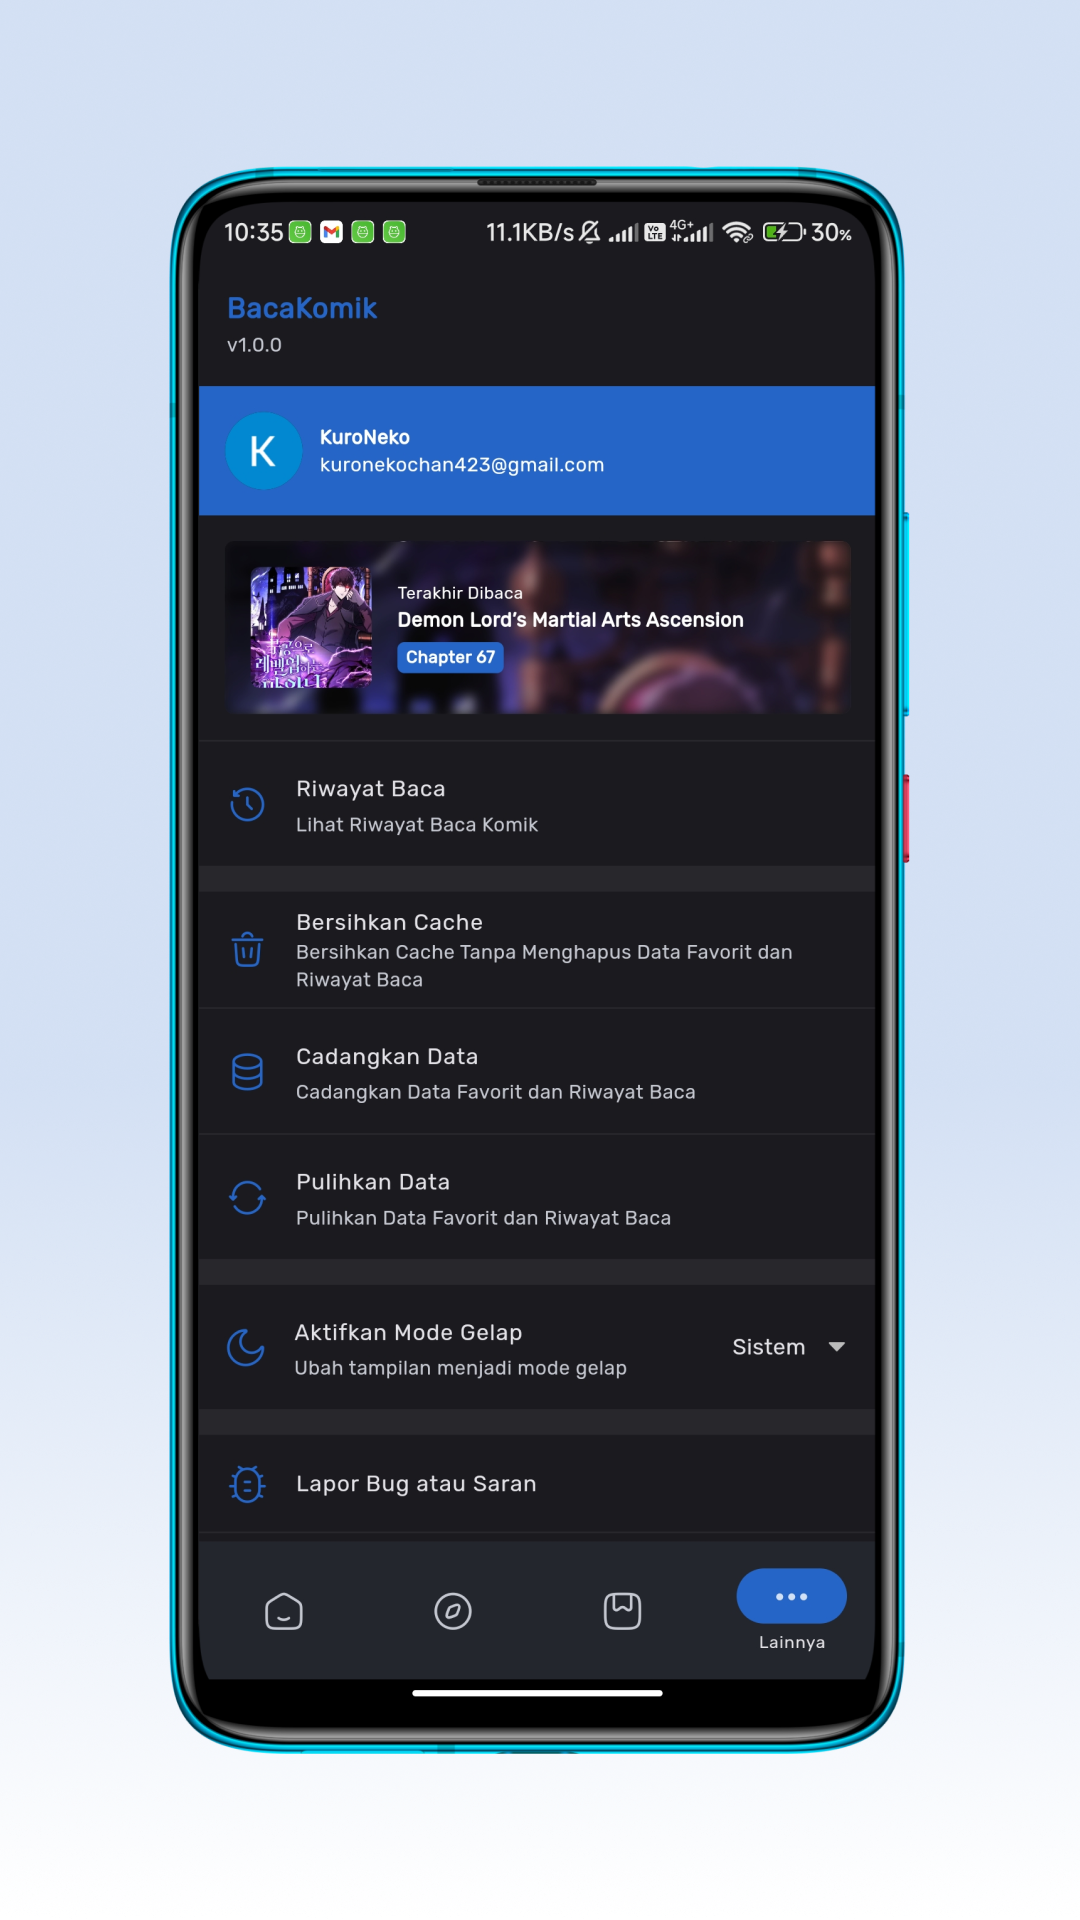 10:35 11.1KB/s Vo LTE 4G+ 30%
BacaKomik
v1.0.0
K
KuroNeko
kuronekochan423@gmail.com
Terakhir Dibaca
Demon Lord's Martial Arts Ascension
Chapter 67
Riwayat Baca
Lihat Riwayat Baca Komik
Bersihkan Cache
Bersihkan Cache Tanpa Menghapus Data Favorit dan
Riwayat Baca
Cadangkan Data
Cadangkan Data Favorit dan Riwayat Baca
Pulihkan Data
Pulihkan Data Favorit dan Riwayat Baca
Aktifkan Mode Gelap
Ubah tampilan menjadi mode gelap
Sistem
Lapor Bug atau Saran
Lainnya